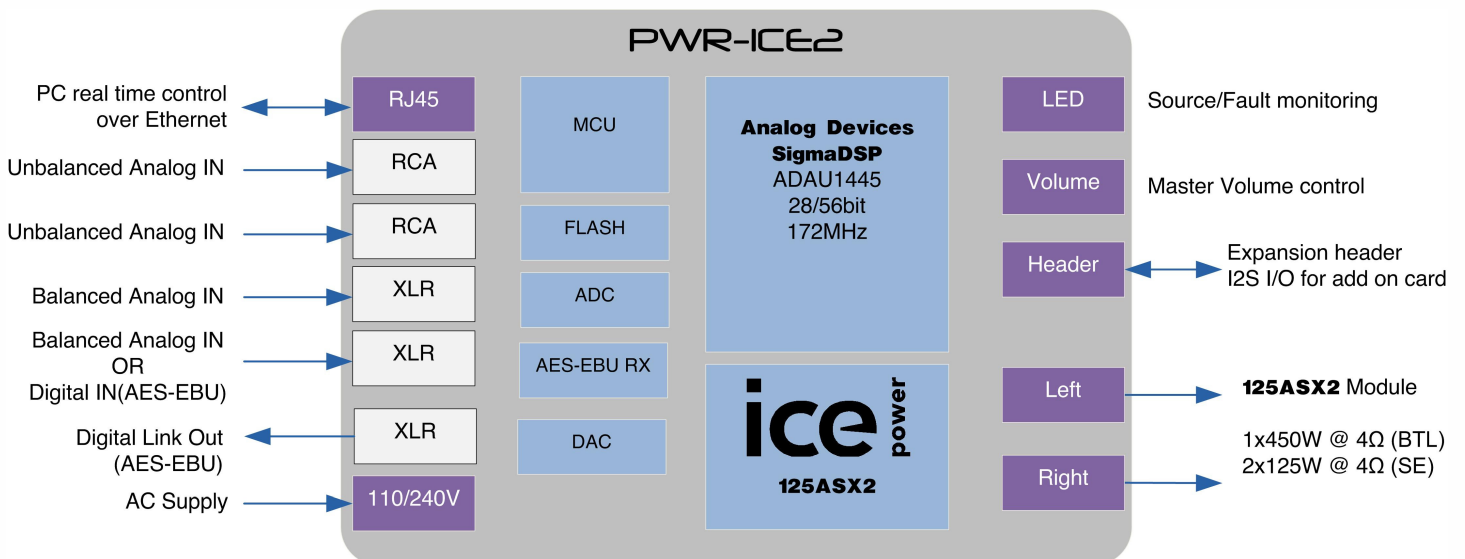 PWR-ICE2
PC real time control
over Ethernet
RJ45
Unbalanced Analog IN
RCA
Unbalanced Analog IN
RCA
Balanced Analog IN
XLR
Balanced Analog IN
OR
Digital IN(AES-EBU)
XLR
Digital Link Out
(AES-EBU)
XLR
AC Supply
110/240V
MCU
FLASH
ADC
AES-EBU RX
DAC
Analog Devices
SigmaDSP
ADAU1445
28/56bit
172MHz
ice power
125ASX2
LED
Source/Fault monitoring
Volume
Master Volume control
Header
Expansion header
I2S I/O for add on card
Left
125ASX2 Module
1x450W @ 4Ω (BTL)
2x125W @ 4Ω (SE)
Right